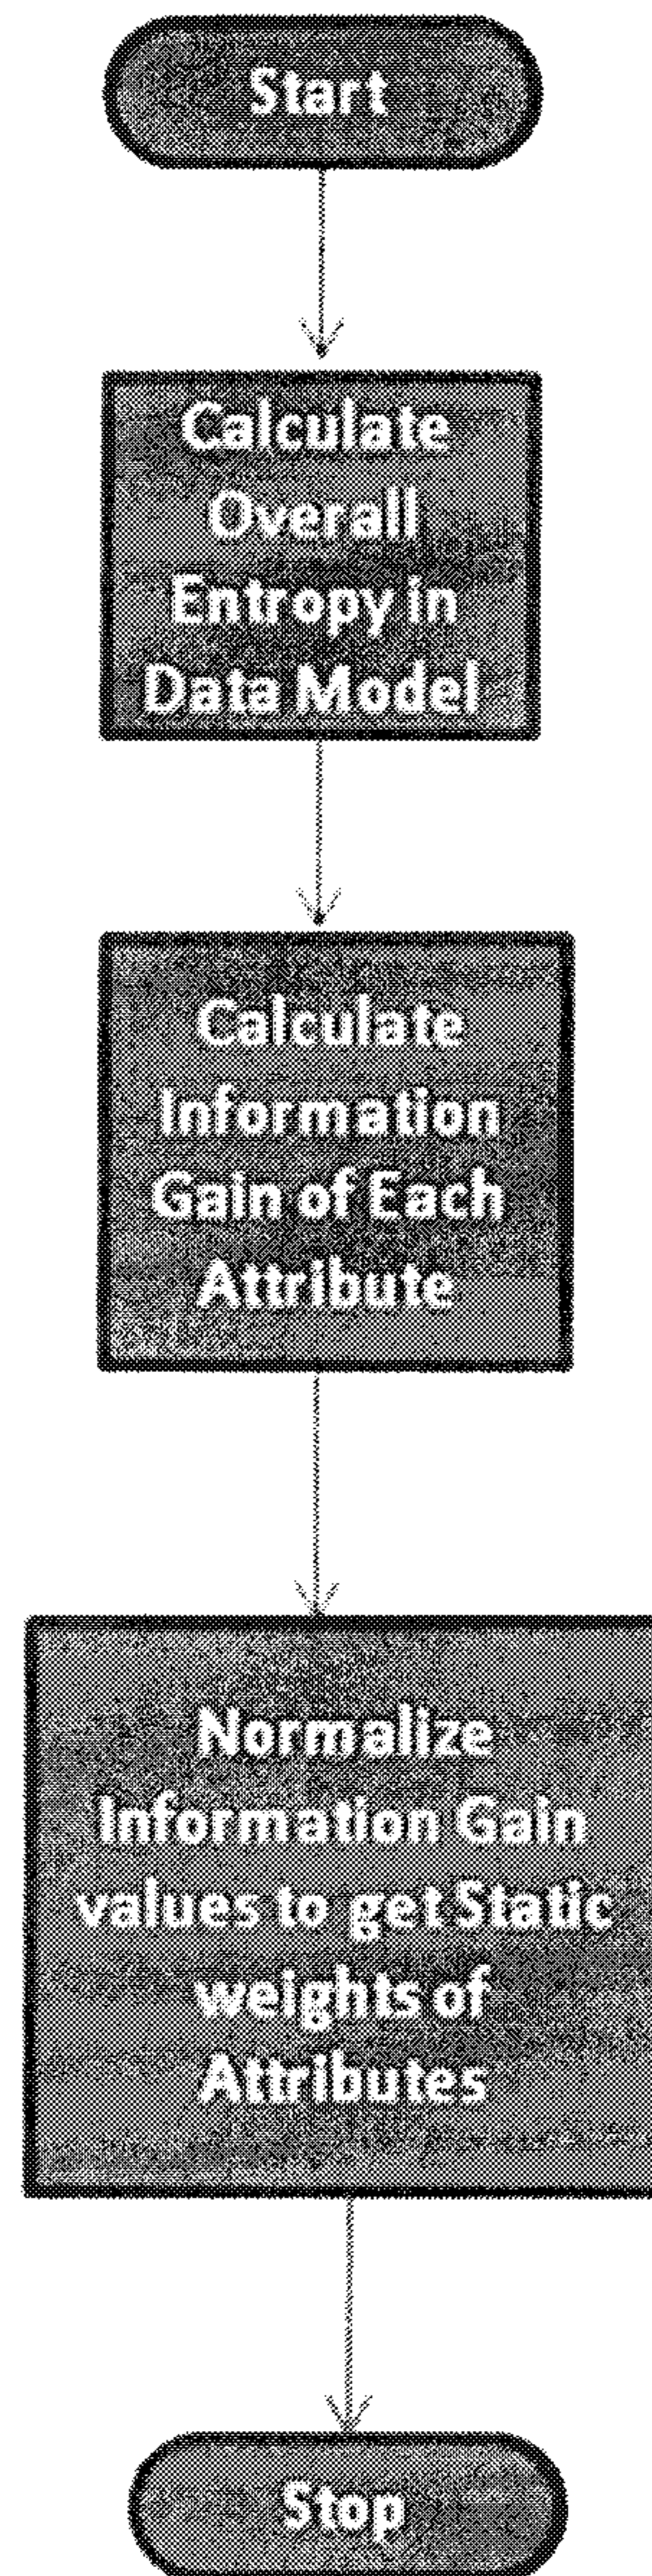 Start
Calculate
Overall
Entropy in
Data Model
Calculate
Information
Gain of Each
Attribute
Normalize
Information Gain
values to get Static
weights of
Attributes
Stop